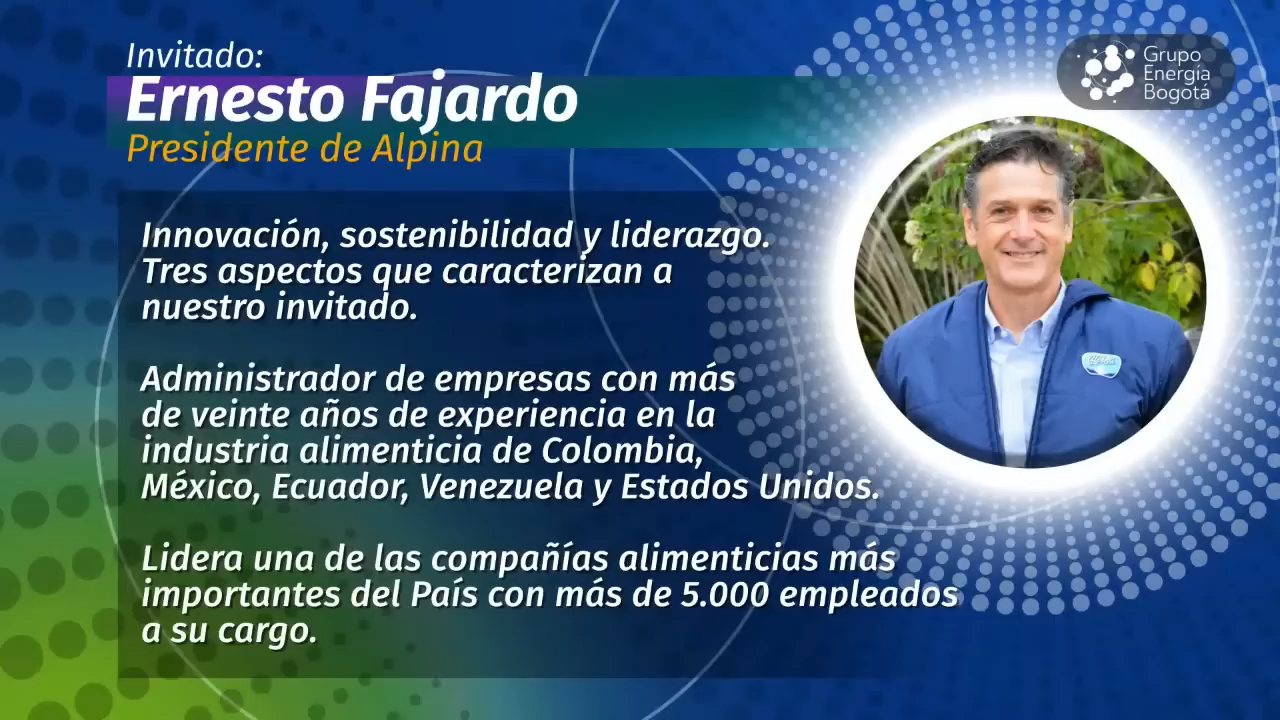 Invitado:
Ernesto Fajardo
Presidente de Alpina
Grupo
Energía
Bogotá
Innovación, sostenibilidad y liderazgo.
Tres aspectos que caracterizan a
nuestro invitado.
Administrador de empresas con más
de veinte años de experiencia en la
industria alimenticia de Colombia,
México, Ecuador, Venezuela y Estados Unidos.
Lidera una de las compañías alimenticias más
importantes del País con más de 5.000 empleados
a su cargo.